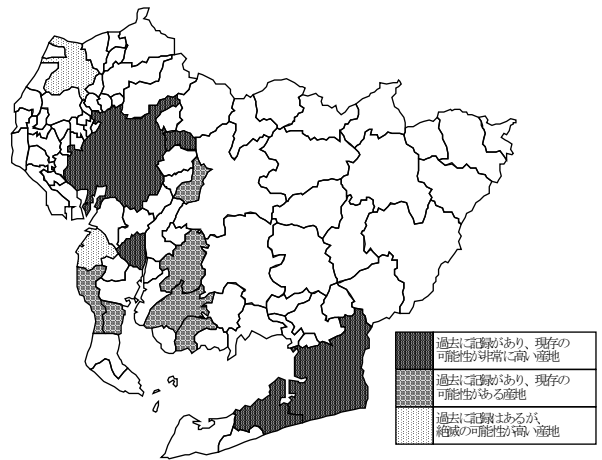 過去に記録があり、現存の
可能性が非常に高い産地
過去に記録があり、現存の
可能性がある産地
過去に記録はあるが、
絶滅の可能性が高い産地